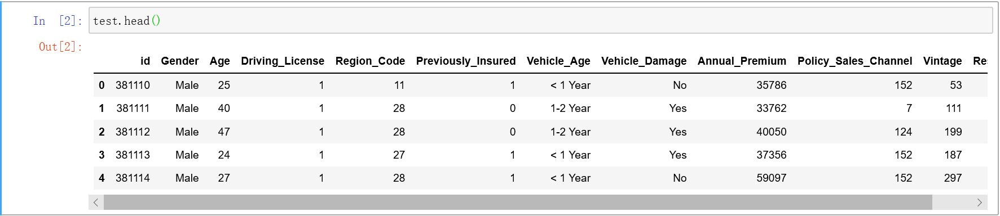 In [2]: test.head()
Out[2]:
id Gender Age Driving_License Region_Code Previously_Insured Vehicle_Age Vehicle_Damage Annual_Premium Policy_Sales_Channel Vintage Res
0 381110 Male 25 1 11 1 < 1 Year No 35786 152 53
1 381111 Male 40 1 28 0 1-2 Year Yes 33762 7 111
2 381112 Male 47 1 28 0 1-2 Year Yes 40050 124 199
3 381113 Male 24 1 27 1 < 1 Year Yes 37356 152 187
4 381114 Male 27 1 28 1 < 1 Year No 59097 152 297